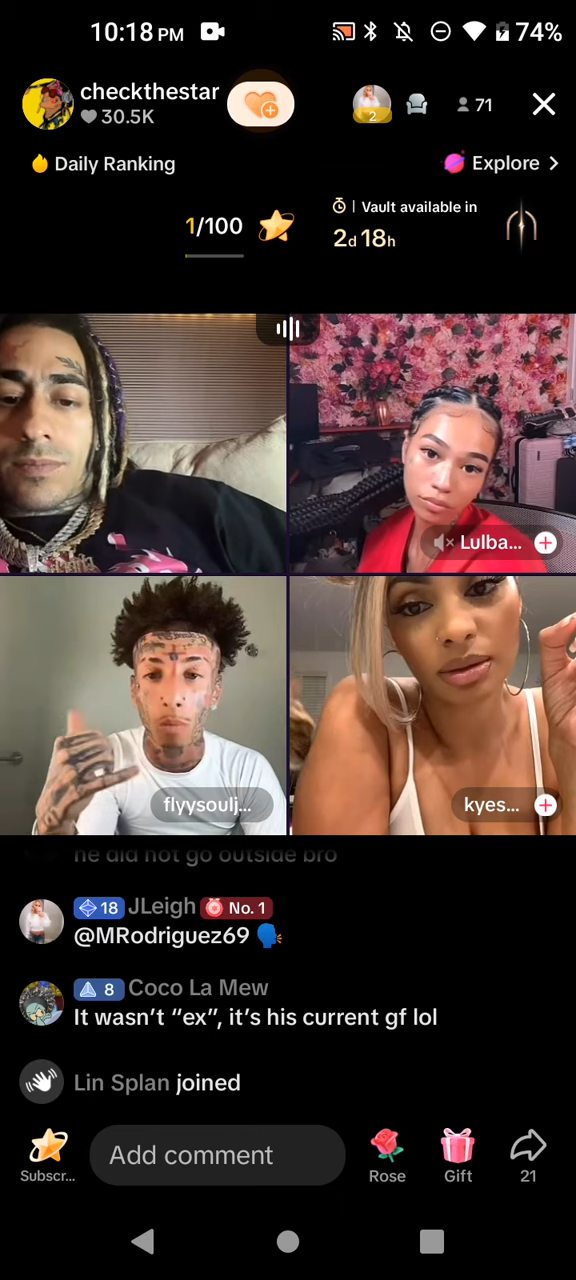 10:18 PM
74%
checkthestar
30.5K
2
71
Daily Ranking
Explore
1/100
Vault available in
2d 18h
Lulba...
flyysoulj...
kyes...
he did not go outside bro
18 JLeigh No. 1
@MRodriguez69
8 Coco La Mew
It wasn't “ex”, it's his current gf lol
Lin Splan joined
Add comment
Subscr...
Rose
Gift
21